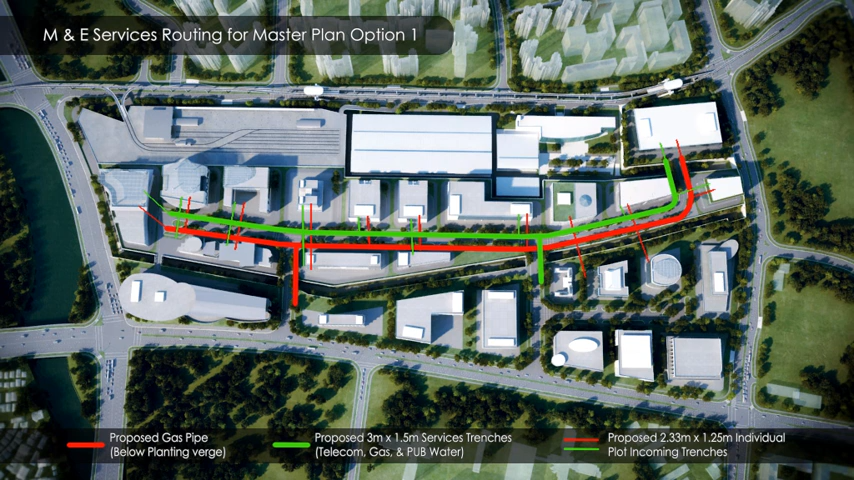 M & E Services Routing for Master Plan Option 1
Proposed Gas Pipe
(Below Planting verge)
Proposed 3m x 1.5m Services Trenches
(Telecom, Gas, & PUB Water)
Proposed 2.33m x 1.25m Individual
Plot Incoming Trenches